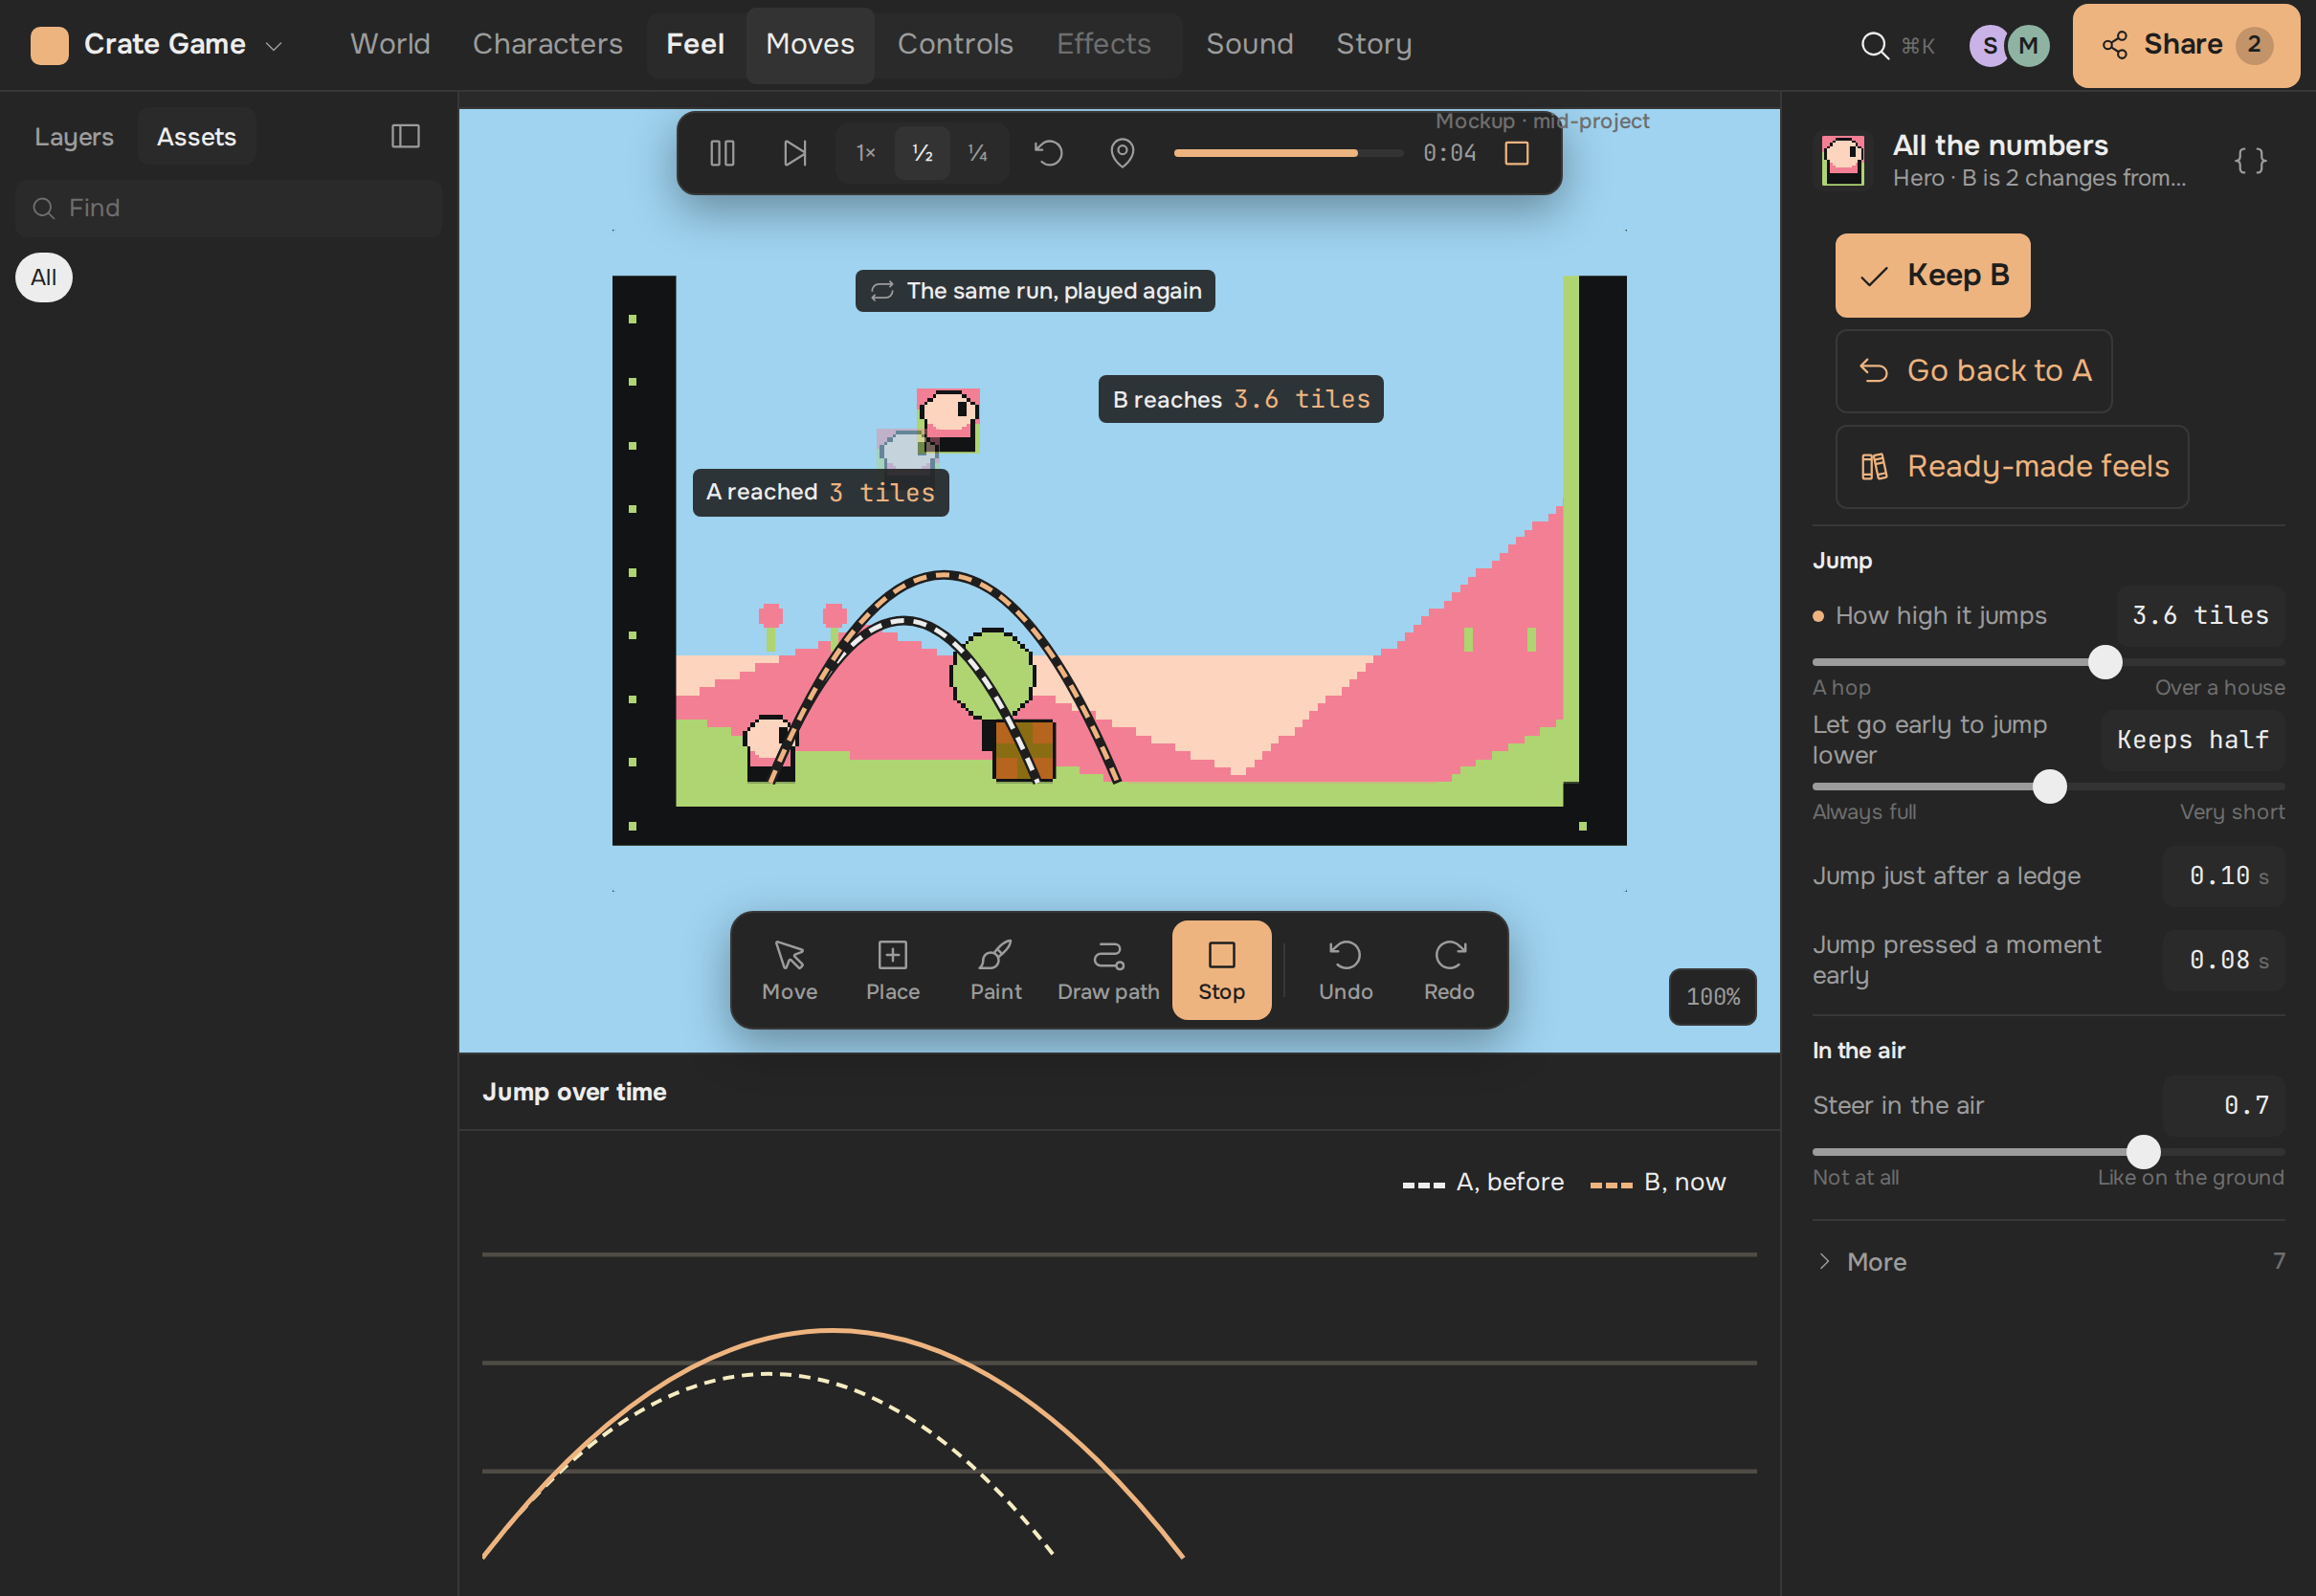 Crate Game
World
Characters
Feel
Moves
Controls
Effects
Sound
Story
⌘K
S
M
Share 2
Layers
Assets
Find
All
Mockup · mid-project
1×
½
¼
0:04
The same run, played again
B reaches 3.6 tiles
A reached 3 tiles
Move
Place
Paint
Draw path
Stop
Undo
Redo
100%
Jump over time
A, before
B, now
All the numbers
Hero · B is 2 changes from…
Keep B
Go back to A
Ready-made feels
Jump
How high it jumps
3.6 tiles
A hop
Over a house
Let go early to jump
lower
Keeps half
Always full
Very short
Jump just after a ledge
0.10 s
Jump pressed a moment
early
0.08 s
In the air
Steer in the air
0.7
Not at all
Like on the ground
More
7